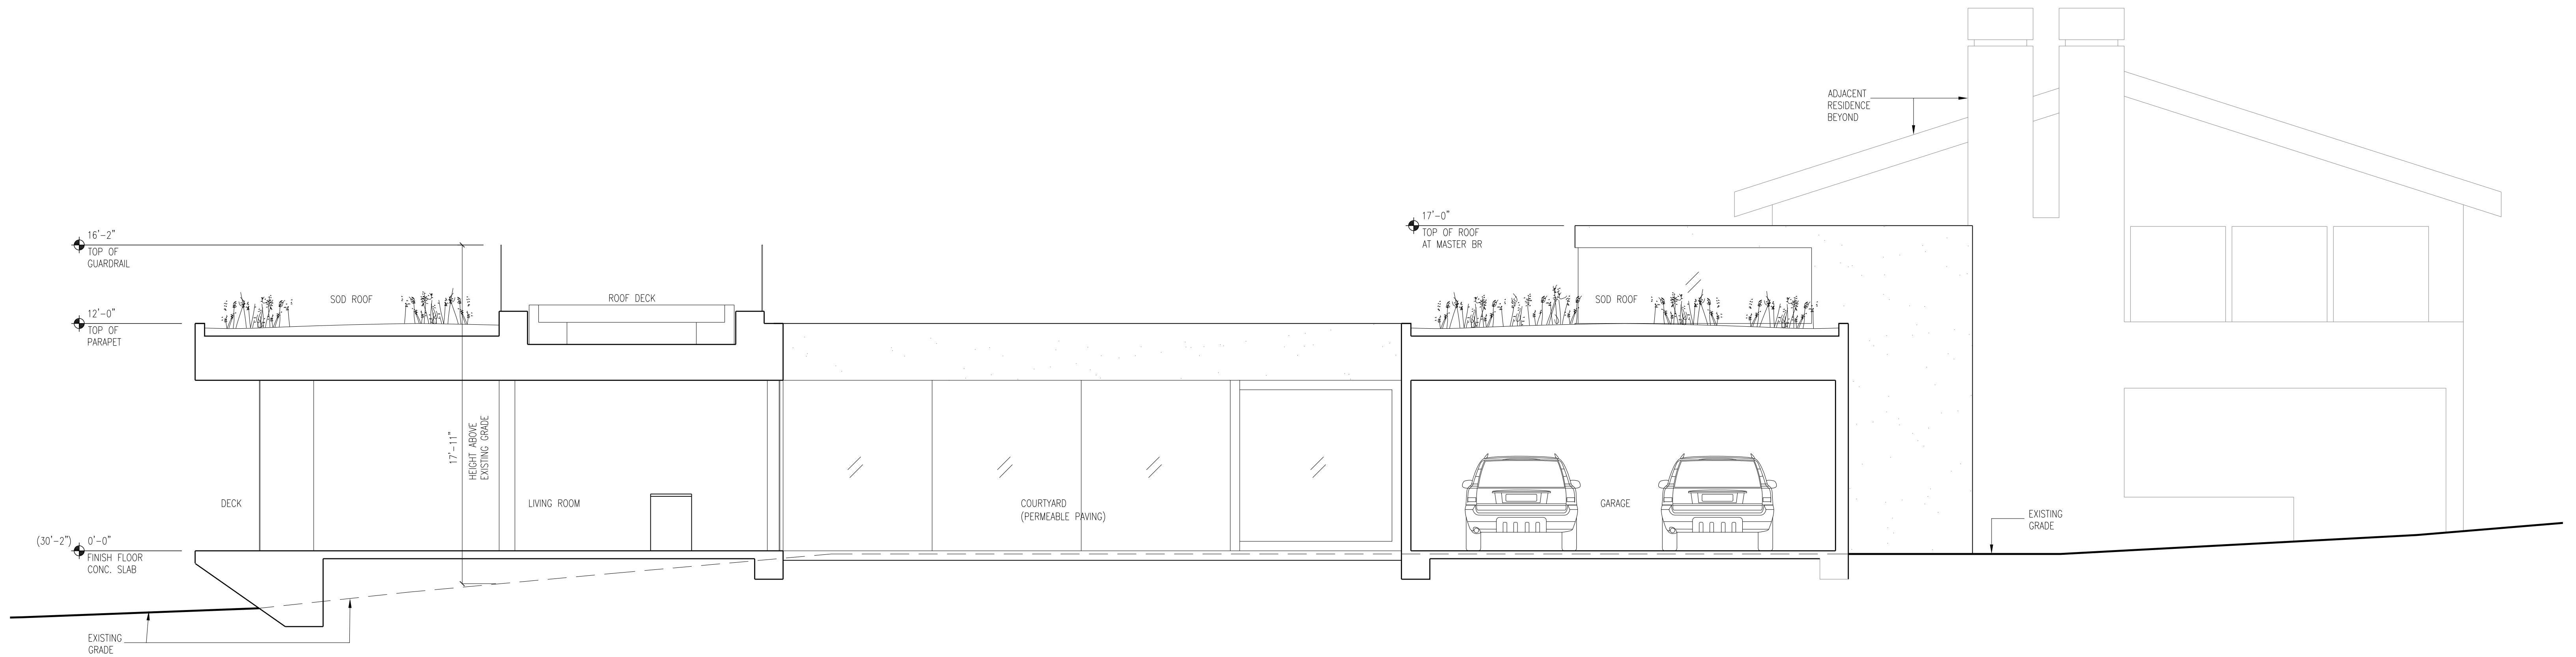 ADJACENT
RESIDENCE
BEYOND
17'-0"
TOP OF ROOF
AT MASTER BR
16'-2"
TOP OF
GUARDRAIL
SOD ROOF
ROOF DECK
SOD ROOF
12'-0"
TOP OF
PARAPET
17'-11"
HEIGHT ABOVE
EXISTING GRADE
DECK
LIVING ROOM
COURTYARD
(PERMEABLE PAVING)
GARAGE
EXISTING
GRADE
(30'-2") 0'-0"
FINISH FLOOR
CONC. SLAB
EXISTING
GRADE